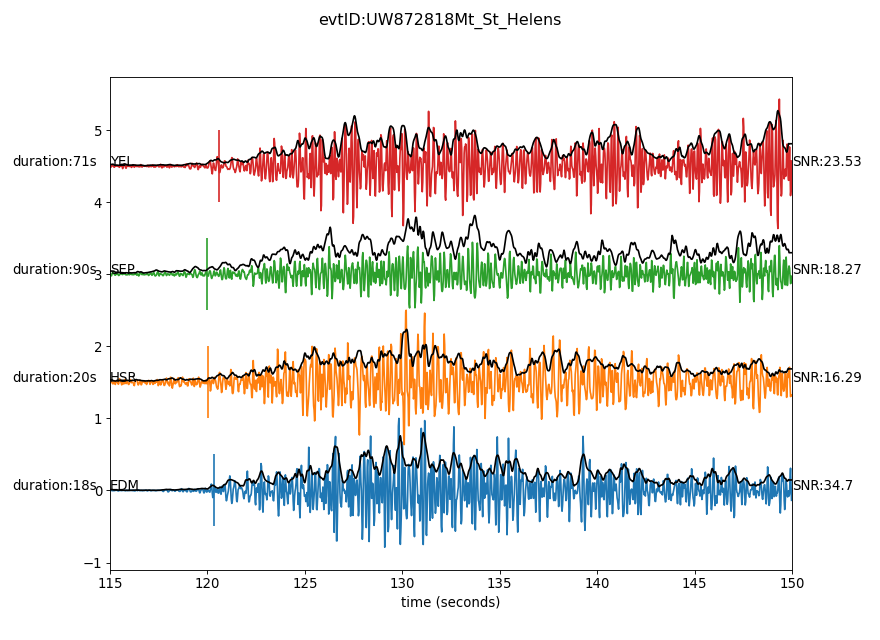 evtID:UW872818Mt_St_Helens
5
duration:71s YEL SNR:23.53
4
duration:90s SEP SNR:18.27
3
2
duration:20s HSR SNR:16.29
1
duration:18s EDM SNR:34.7
0
−1
115 120 125 130 135 140 145 150
time (seconds)